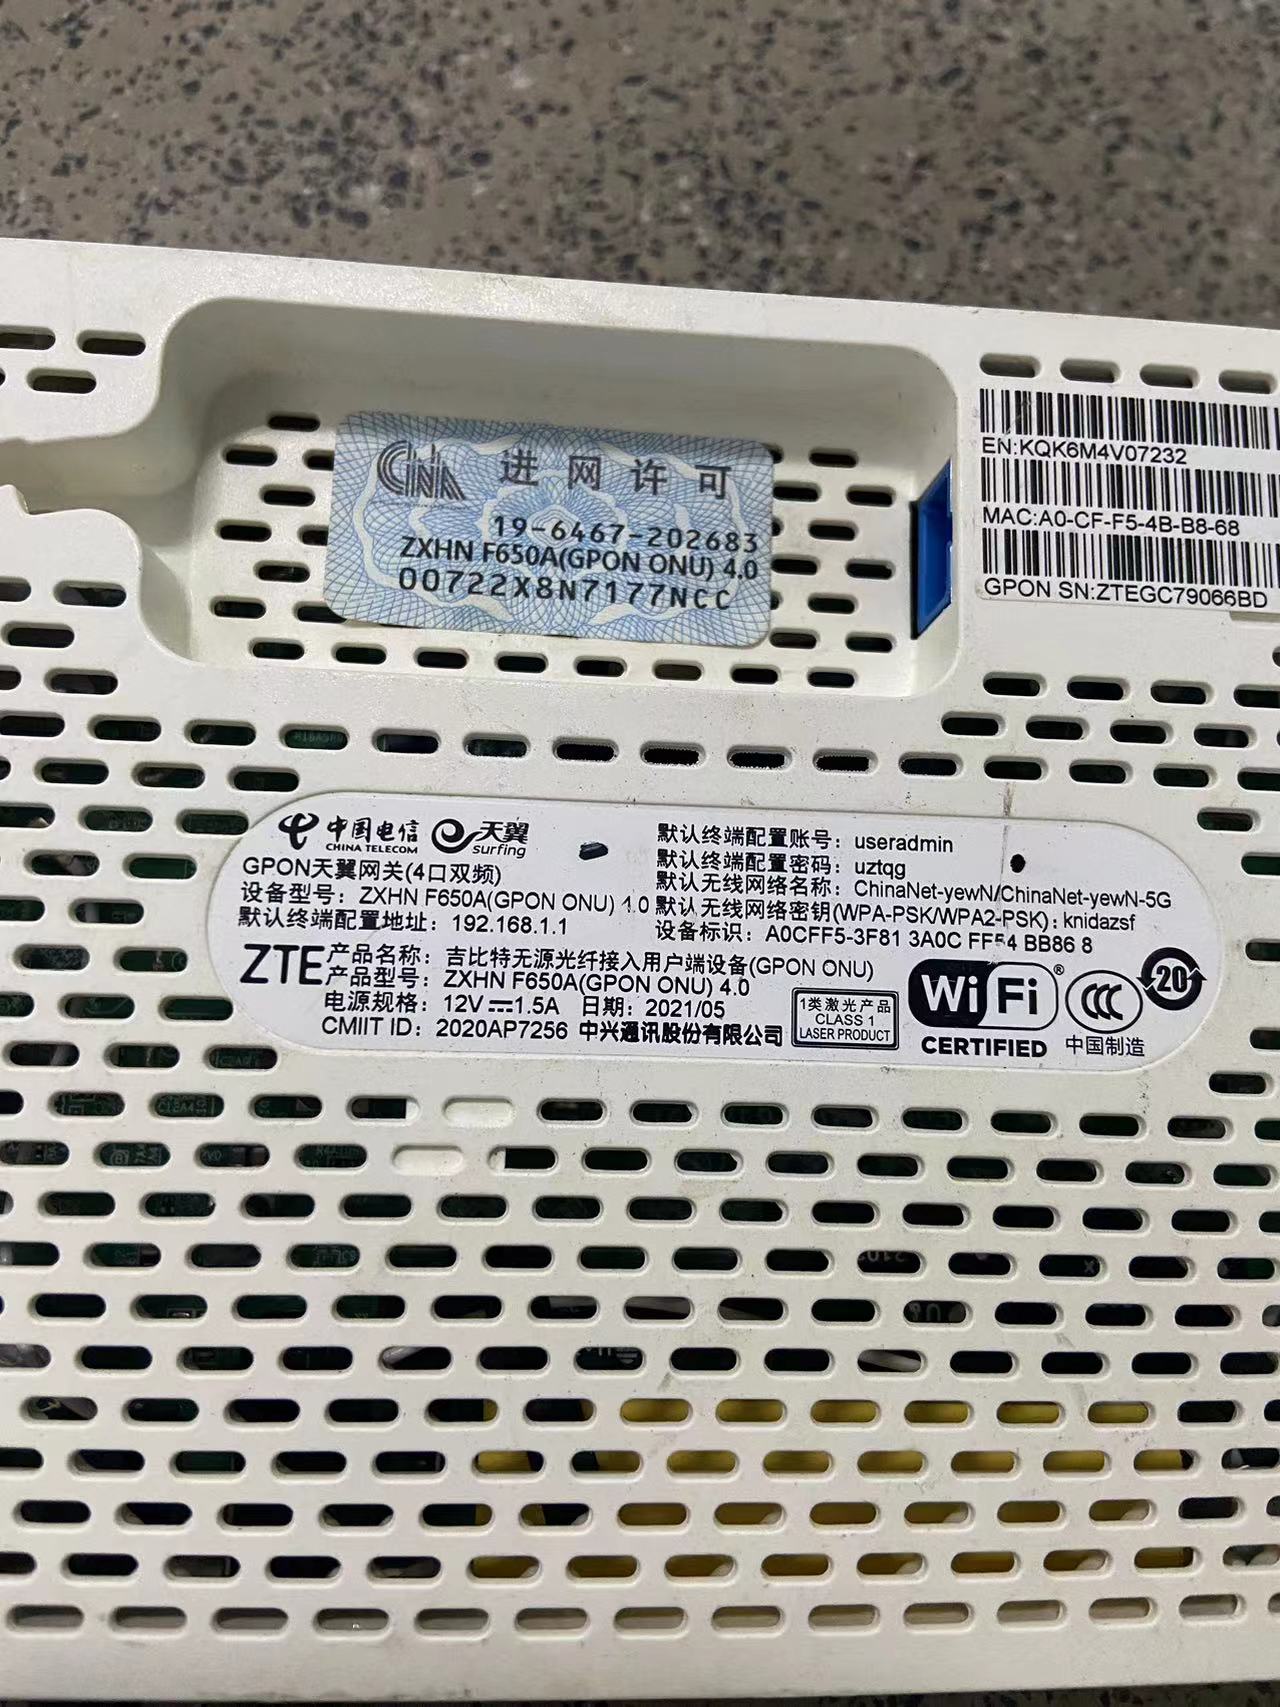 CNA 进网许可
19-6467-202683
ZXHN F650A(GPON ONU) 4.0
00722X8N7177NCC
EN:KQK6M4V07232
MAC:A0-CF-F5-4B-B8-68
GPON SN:ZTEGC79066BD
中国电信
CHINA TELECOM
天翼
surfing
GPON天翼网关(4口双频)
设备型号：ZXHN F650A(GPON ONU) 4.0
默认终端配置地址：192.168.1.1
默认终端配置账号：useradmin
默认终端配置密码：uztqg
默认无线网络名称：ChinaNet-yewN/ChinaNet-yewN-5G
默认无线网络密钥(WPA-PSK/WPA2-PSK)：knidazsf
设备标识：A0CFF5-3F81 3A0C FF54 BB86 8
ZTE
产品名称：吉比特无源光纤接入用户端设备(GPON ONU)
产品型号：ZXHN F650A(GPON ONU) 4.0
电源规格：12V⎓1.5A 日期：2021/05
CMIIT ID：2020AP7256 中兴通讯股份有限公司
1类激光产品
CLASS 1
LASER PRODUCT
Wi Fi®
CERTIFIED
CCC
中国制造
20